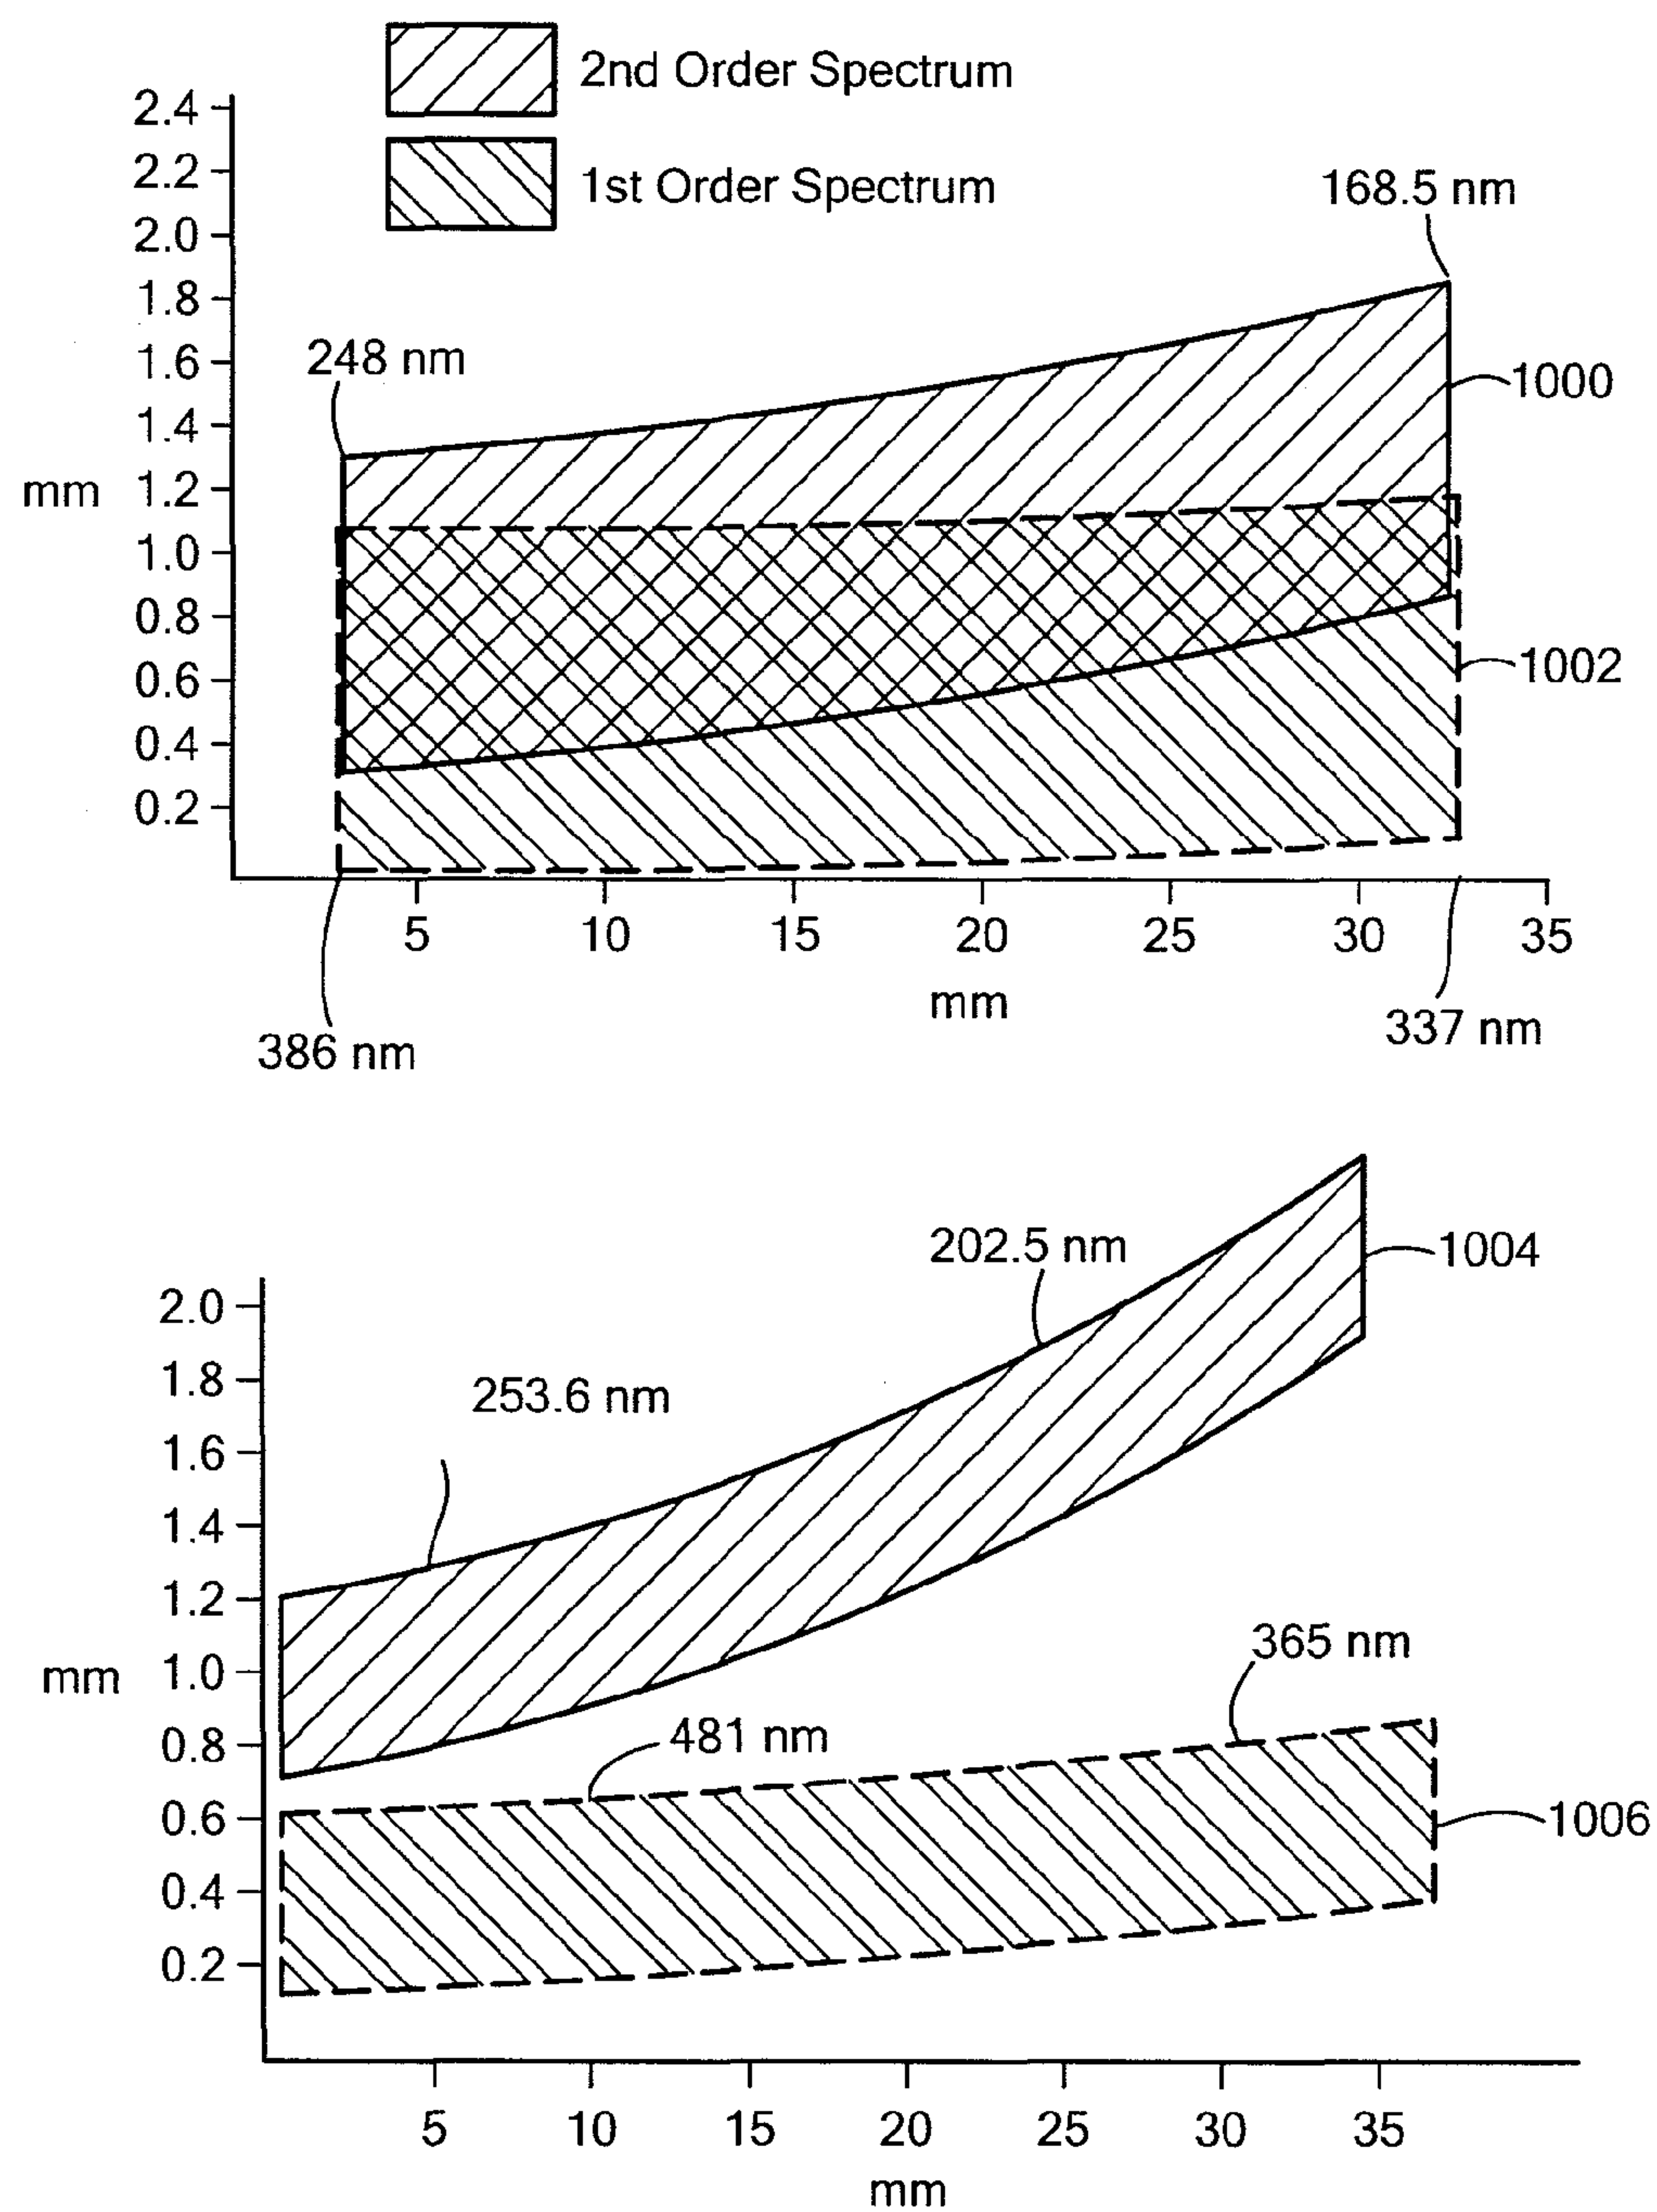 2nd Order Spectrum
1st Order Spectrum
2.4
2.2
2.0
1.8
1.6
1.4
mm 1.2
1.0
0.8
0.6
0.4
0.2
168.5 nm
248 nm
1000
1002
5 10 15 20 25 30 35
mm
386 nm
337 nm
202.5 nm
1004
253.6 nm
2.0
1.8
1.6
1.4
1.2
mm 1.0
0.8
0.6
0.4
0.2
365 nm
481 nm
1006
5 10 15 20 25 30 35
mm